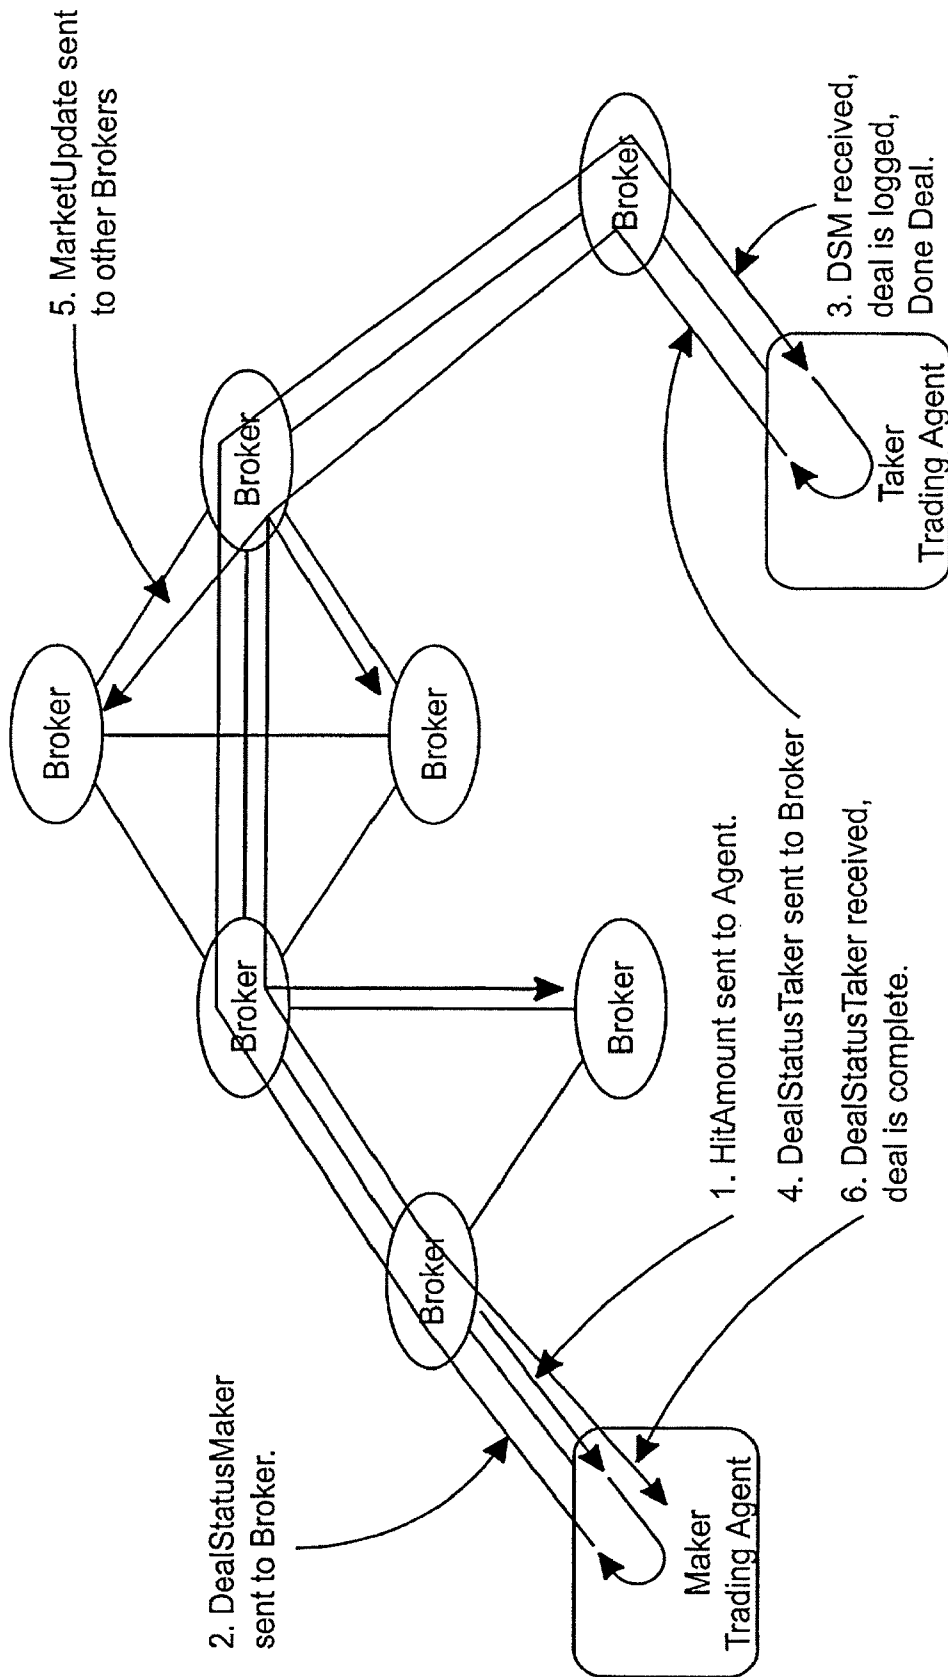 2. DealStatusMaker
sent to Broker.
5. MarketUpdate sent
to other Brokers
Broker
Broker
Broker
Broker
Broker
Broker
Broker
Maker
Trading Agent
1. HitAmount sent to Agent.
4. DealStatusTaker sent to Broker
6. DealStatusTaker received,
deal is complete.
Taker
Trading Agent
3. DSM received,
deal is logged,
Done Deal.